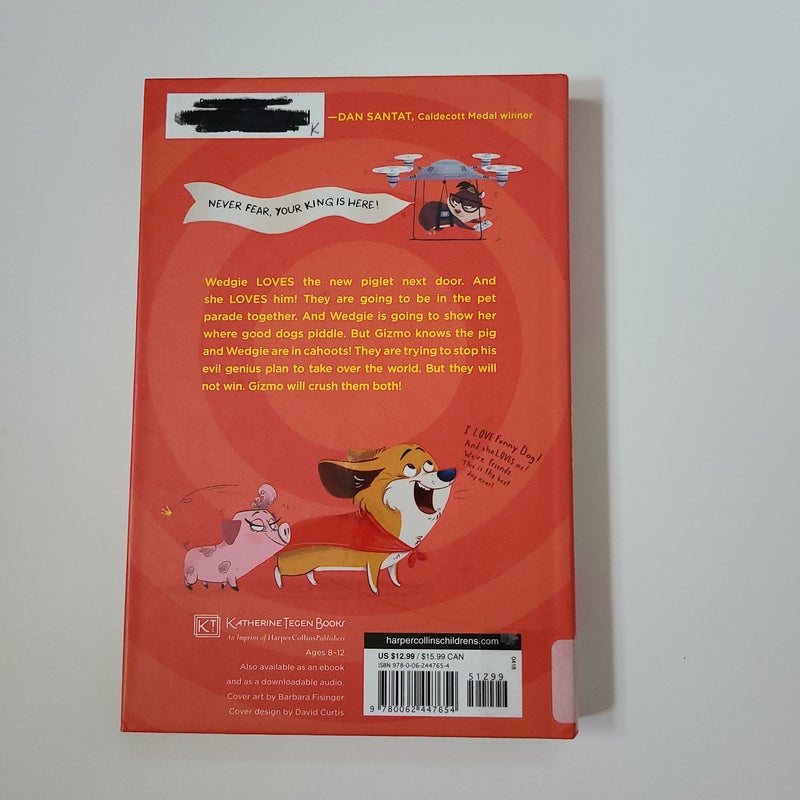 K
—DAN SANTAT, Caldecott Medal winner
NEVER FEAR, YOUR KING IS HERE!
Wedgie LOVES the new piglet next door. And
she LOVES him! They are going to be in the pet
parade together. And Wedgie is going to show her
where good dogs piddle. But Gizmo knows the pig
and Wedgie are in cahoots! They are trying to stop his
evil genius plan to take over the world. But they will
not win. Gizmo will crush them both!
I LOVE Funny Dog!
And she LOVES me!
We're friends.
This is the best
day ever!
KT
KATHERINE TEGEN BOOKS
An Imprint of HarperCollinsPublishers
Ages 8–12
Also available as an ebook
and as a downloadable audio.
Cover art by Barbara Fisinger
Cover design by David Curtis
harpercollinschildrens.com
US $12.99 / $15.99 CAN
ISBN 978-0-06-244765-4
0418
51299
9 780062 447654